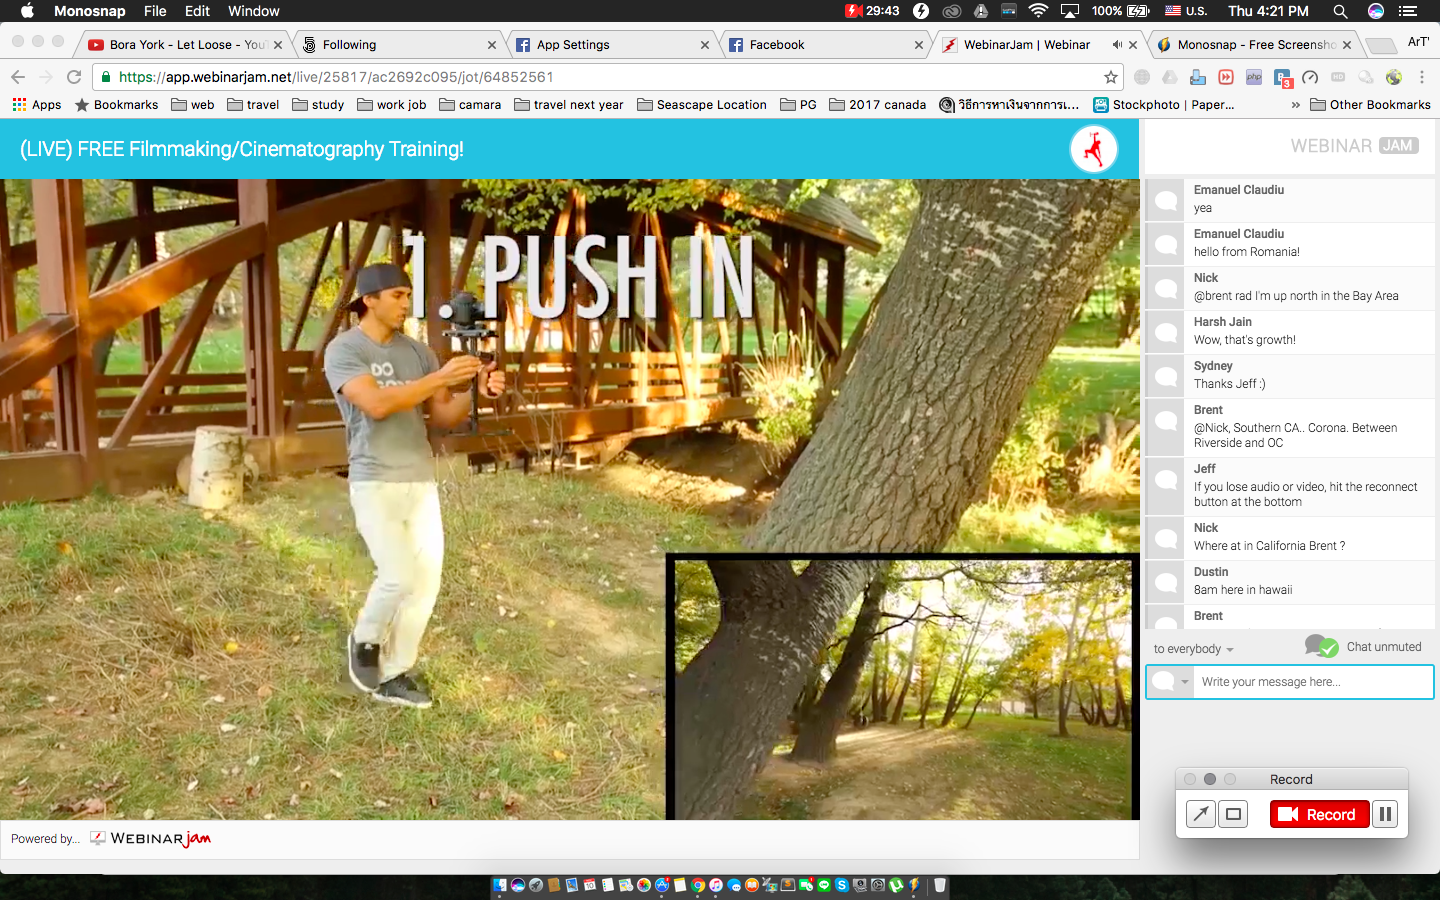 Monosnap File Edit Window 29:43 100% U.S. Thu 4:21 PM
Bora York - Let Loose - You Following App Settings Facebook WebinarJam | Webinar Monosnap - Free Screensho ArT'
https://app.webinarjam.net/live/25817/ac2692c095/jot/64852561
php 3 HD
Apps Bookmarks web travel study work job camara travel next year Seascape Location PG 2017 canada วิธีการหาเงินจากการเ... Stockphoto | Paper... » Other Bookmarks
(LIVE) FREE Filmmaking/Cinematography Training!
WEBINAR JAM
1. PUSH IN
DO
Emanuel Claudiu
yea
Emanuel Claudiu
hello from Romania!
Nick
@brent rad I'm up north in the Bay Area
Harsh Jain
Wow, that's growth!
Sydney
Thanks Jeff :)
Brent
@Nick, Southern CA.. Corona. Between
Riverside and OC
Jeff
If you lose audio or video, hit the reconnect
button at the bottom
Nick
Where at in California Brent ?
Dustin
8am here in hawaii
Brent
to everybody Chat unmuted
Write your message here...
Record
Record
Powered by... WEBINARjam